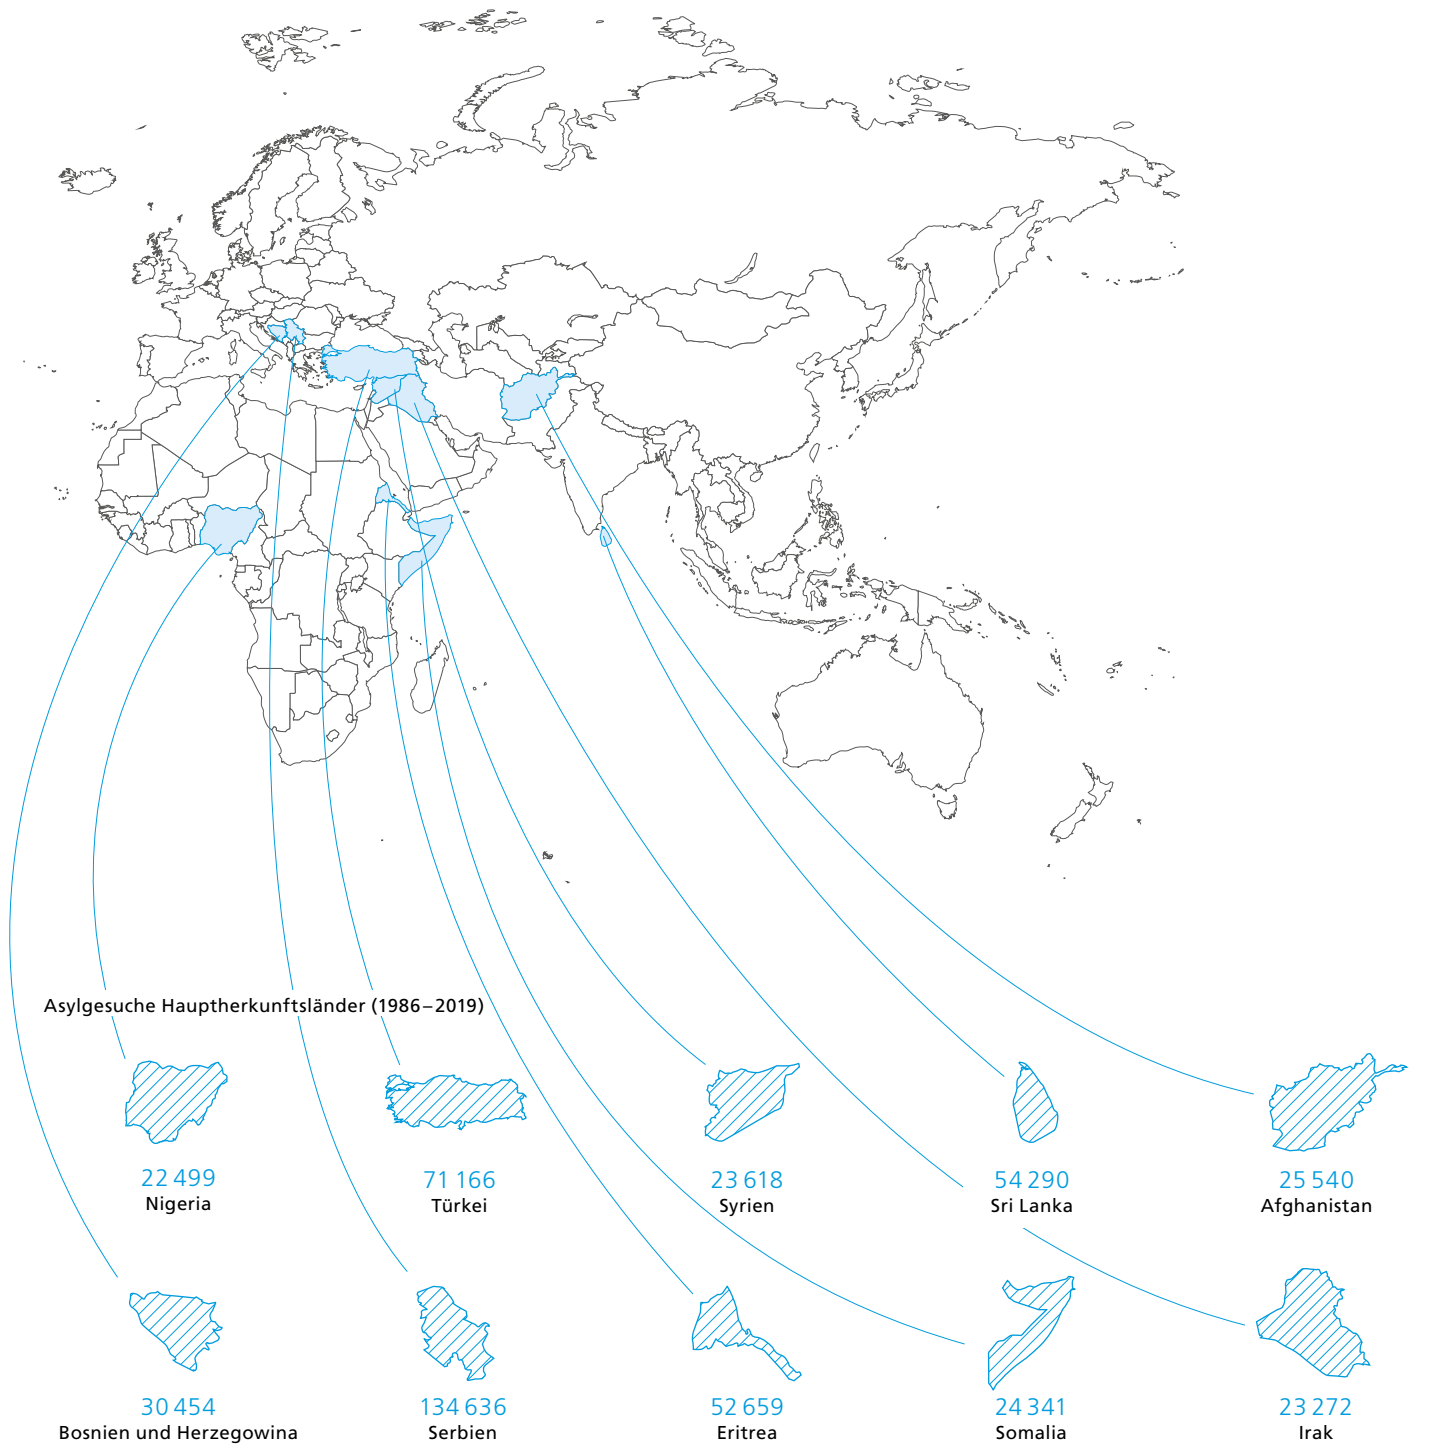 Asylgesuche Hauptherkunftsländer (1986–2019)
22 499
Nigeria
71 166
Türkei
23 618
Syrien
54 290
Sri Lanka
25 540
Afghanistan
30 454
Bosnien und Herzegowina
134 636
Serbien
52 659
Eritrea
24 341
Somalia
23 272
Irak